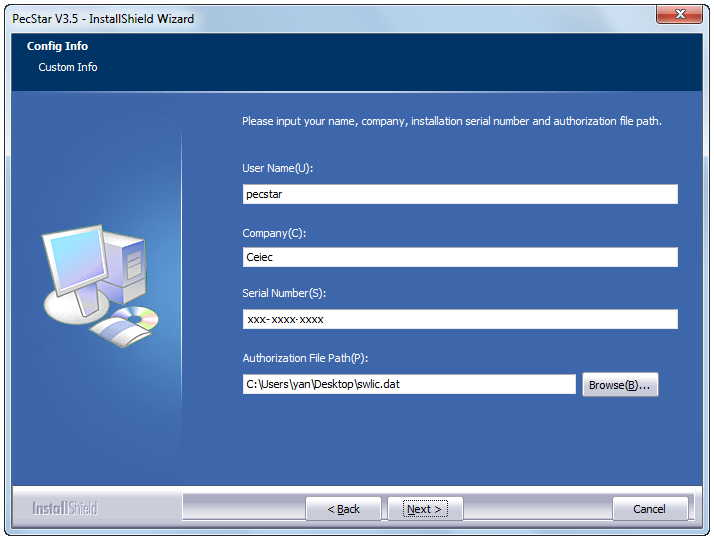 PecStar V3.5 - InstallShield Wizard
Config Info
Custom Info
Please input your name, company, installation serial number and authorization file path.
User Name(U):
pecstar
Company(C):
Ceiec
Serial Number(S):
xxx-xxxx-xxxx
Authorization File Path(P):
C:\Users\yan\Desktop\swlic.dat
Browse(B)...
InstallShield
< Back
Next >
Cancel